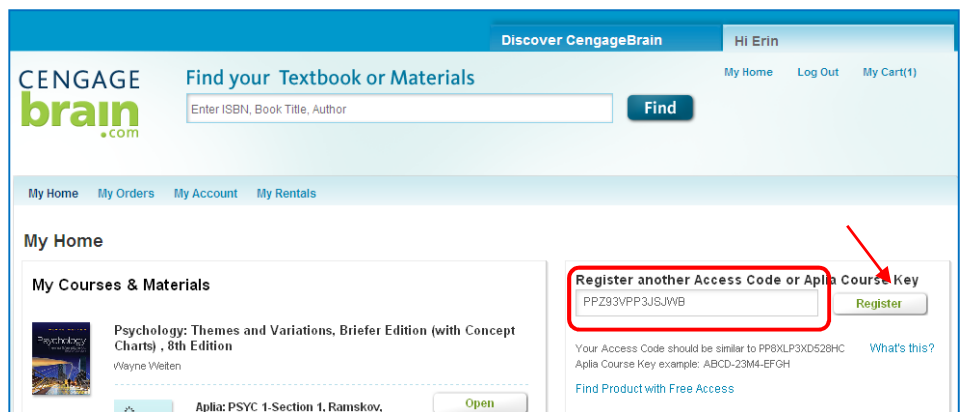 Discover CengageBrain
Hi Erin
CENGAGE
brain
.com
Find your Textbook or Materials
My Home Log Out My Cart(1)
Enter ISBN, Book Title, Author
Find
My Home My Orders My Account My Rentals
My Home
My Courses & Materials
Psychology
Psychology: Themes and Variations, Briefer Edition (with Concept
Charts) , 8th Edition
Wayne Weiten
Aplia: PSYC 1-Section 1, Ramskov,
Open
Register another Access Code or Aplia Course Key
PPZ93VPP3JSJWB
Register
Your Access Code should be similar to PP8XLP3XD528HC
What's this?
Aplia Course Key example: ABCD-23M4-EFGH
Find Product with Free Access